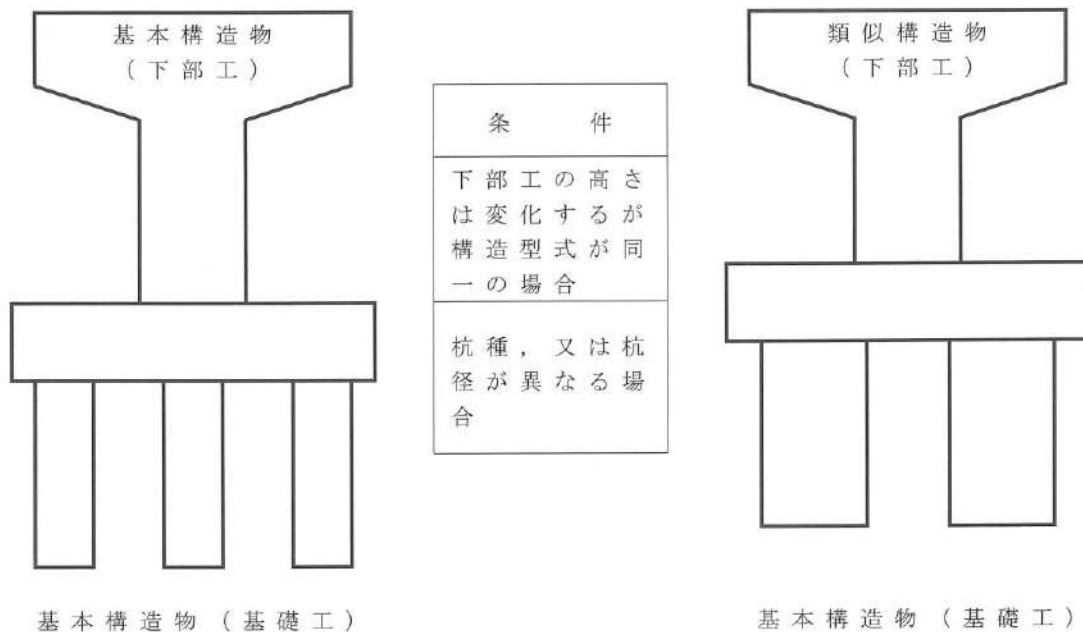 基本構造物
(下部工)
条件
下部工の高さ
は変化するが
構造型式が同
一の場合
杭種,又は杭
径が異なる場
合
類似構造物
(下部工)
基本構造物(基礎工)
基本構造物(基礎工)